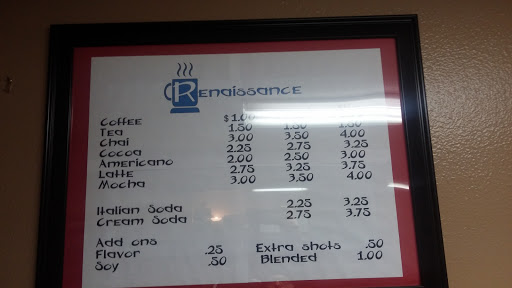 Renaissance
Coffee $1.00
Tea 1.50 1.50 1.50
Chai 3.00 3.50 4.00
Cocoa 2.25 2.75 3.25
Americano 2.00 2.50 3.00
Latte 2.75 3.25 3.75
Mocha 3.00 3.50 4.00
Italian Soda 2.25 3.25
Cream Soda 2.75 3.75
Add ons
Flavor .25 Extra shots .50
Soy .50 Blended 1.00